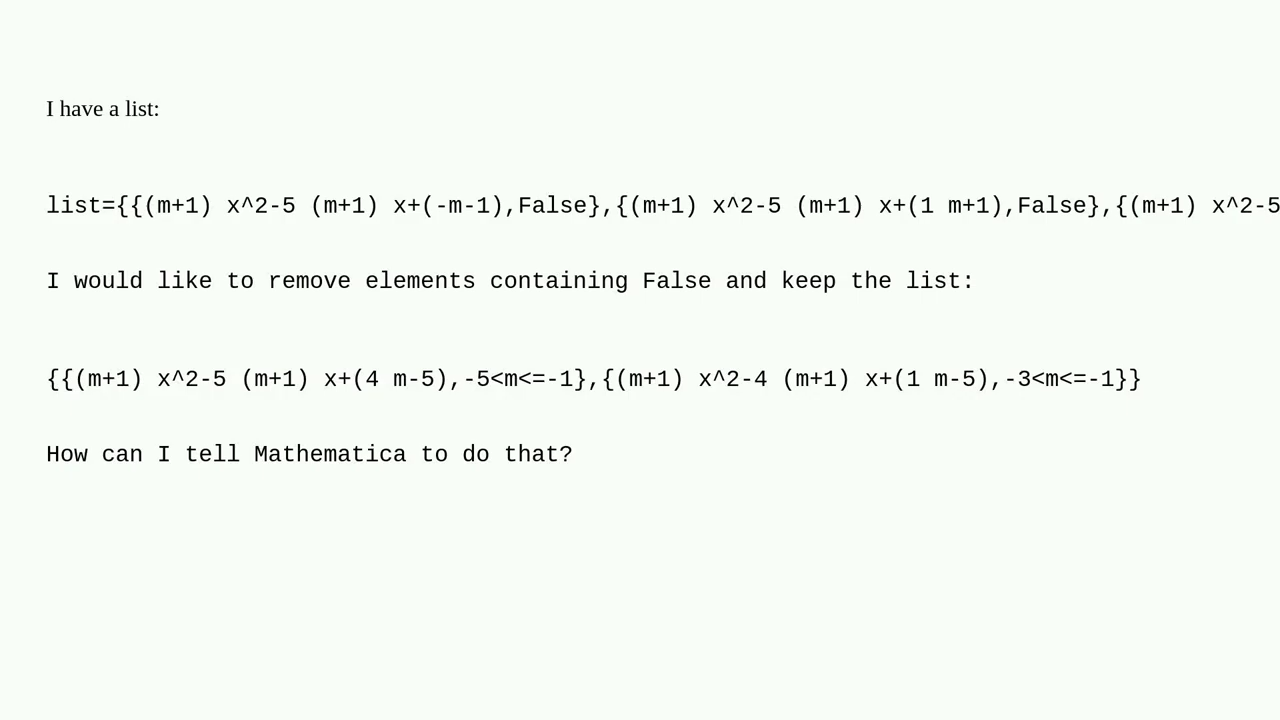 I have a list:
list={{(m+1) x^2-5 (m+1) x+(-m-1),False},{(m+1) x^2-5 (m+1) x+(1 m+1),False},{(m+1) x^2-5
I would like to remove elements containing False and keep the list:
{{(m+1) x^2-5 (m+1) x+(4 m-5),-5<m<=-1},{(m+1) x^2-4 (m+1) x+(1 m-5),-3<m<=-1}}
How can I tell Mathematica to do that?